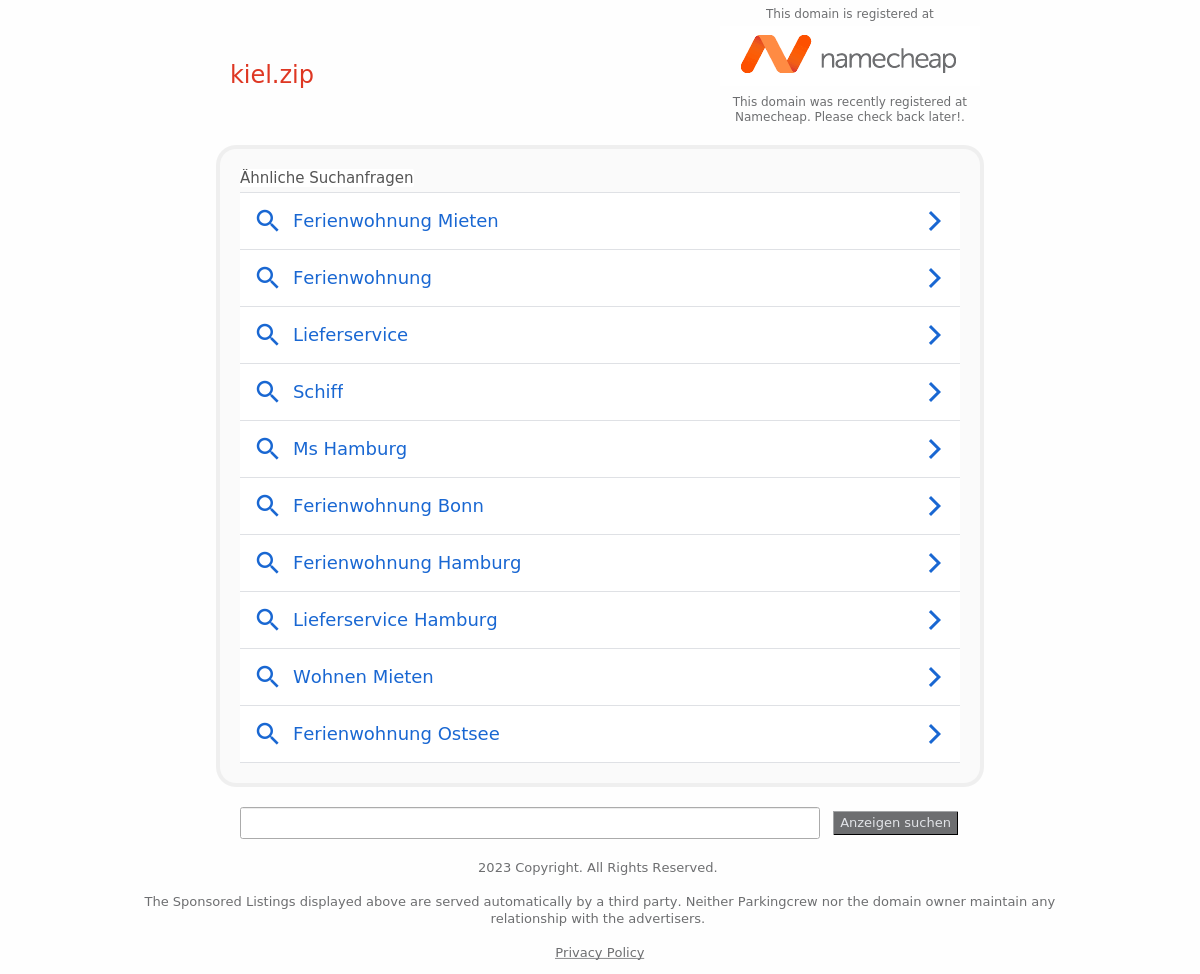 This domain is registered at
namecheap
kiel.zip
This domain was recently registered at
Namecheap. Please check back later!.
Ähnliche Suchanfragen
Ferienwohnung Mieten
Ferienwohnung
Lieferservice
Schiff
Ms Hamburg
Ferienwohnung Bonn
Ferienwohnung Hamburg
Lieferservice Hamburg
Wohnen Mieten
Ferienwohnung Ostsee
Anzeigen suchen
2023 Copyright. All Rights Reserved.
The Sponsored Listings displayed above are served automatically by a third party. Neither Parkingcrew nor the domain owner maintain any
relationship with the advertisers.
Privacy Policy